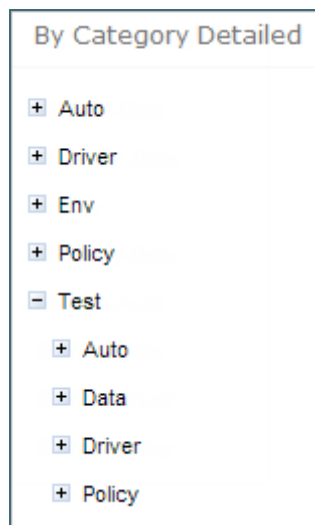 By Category Detailed
Auto
Driver
Env
Policy
Test
Auto
Data
Driver
Policy